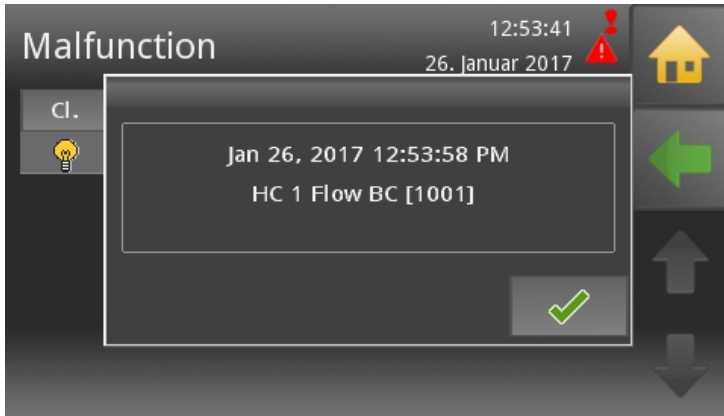 Malfunction
12:53:41
26. Januar 2017
Cl.
Jan 26, 2017 12:53:58 PM
HC 1 Flow BC [1001]